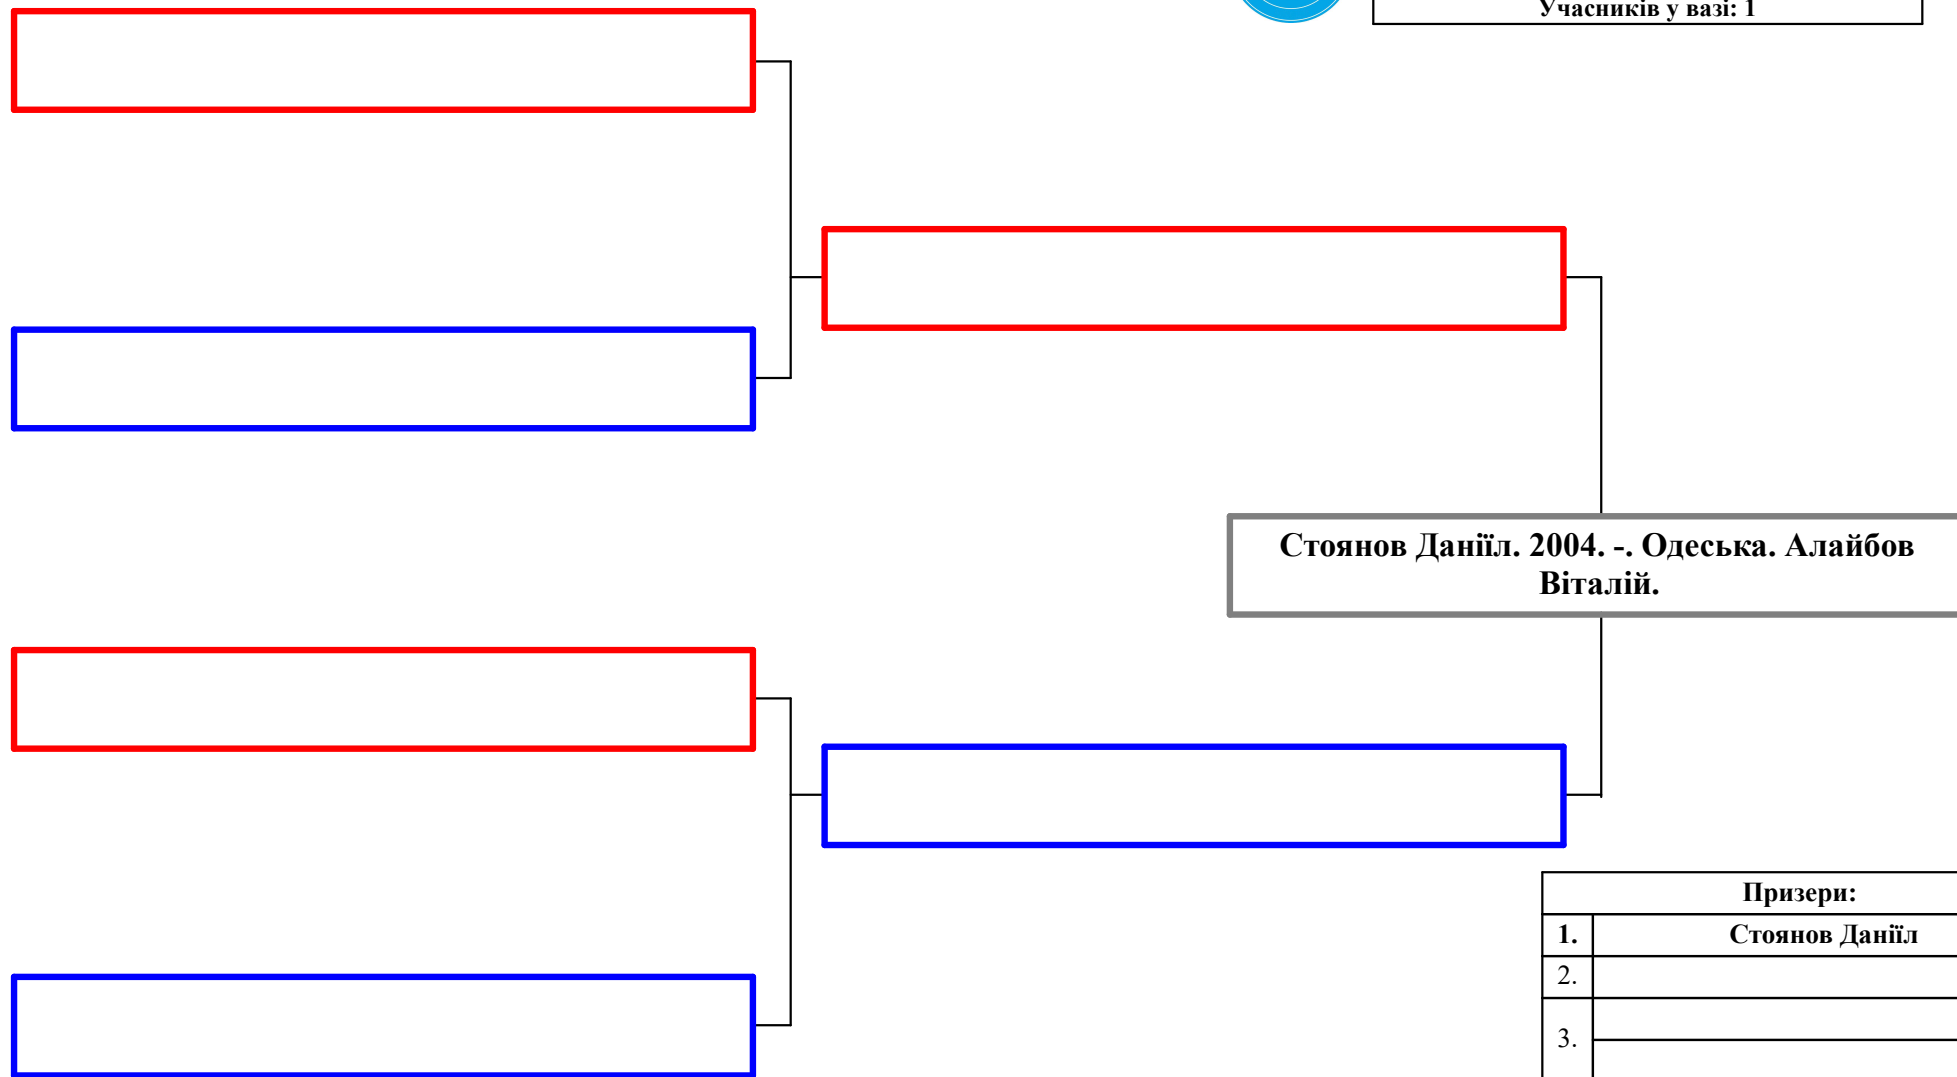 Учасників у вазі: 1
Стоянов Даніїл. 2004. -. Одеська. Алайбов
Віталій.
Призери:
1. Стоянов Даніїл
2.
3.